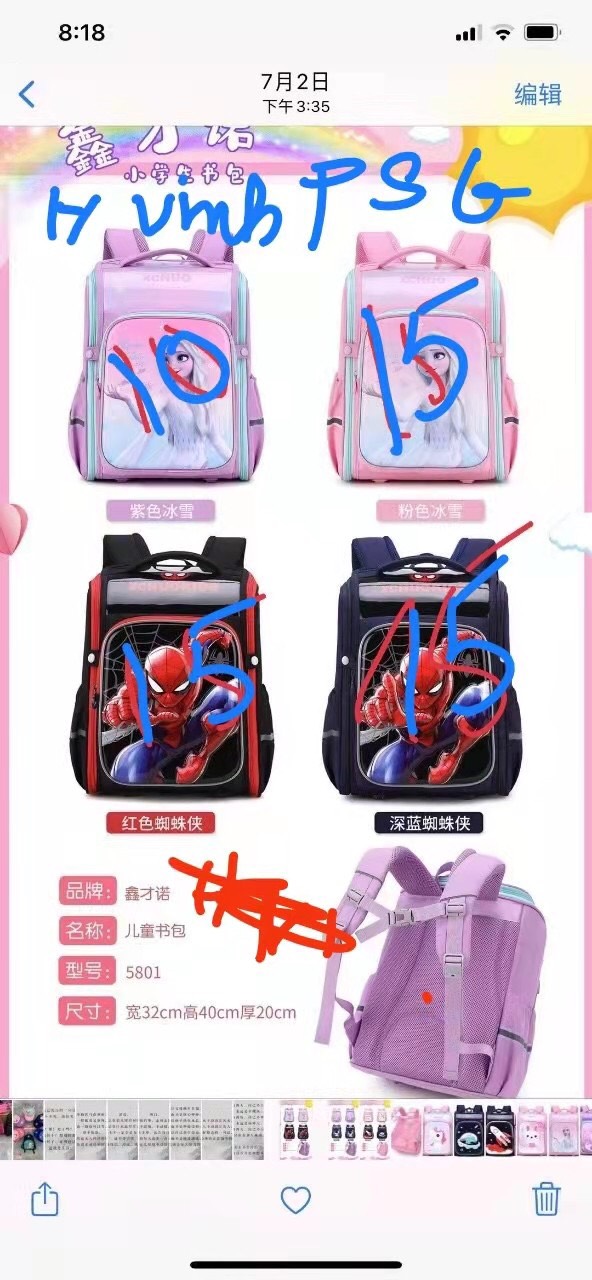 8:18
7月2日
下午3:35
编辑
鑫才诺
小学生书包
PSG
10
15
紫色冰雪
粉色冰雪
15
15
红色蜘蛛侠
深蓝蜘蛛侠
品牌: 鑫才诺
名称: 儿童书包
型号: 5801
尺寸: 宽32cm高40cm厚20cm